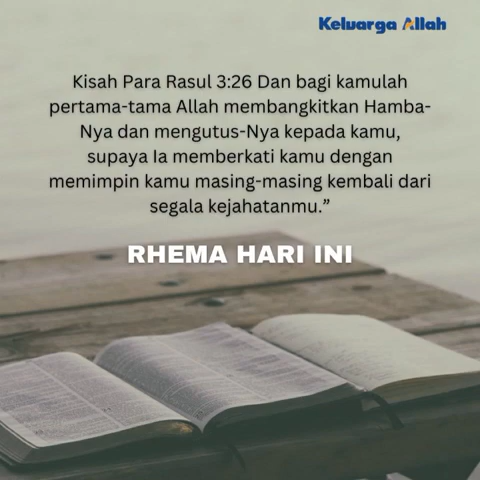 Keluarga Allah
Kisah Para Rasul 3:26 Dan bagi kamulah
pertama-tama Allah membangkitkan Hamba-
Nya dan mengutus-Nya kepada kamu,
supaya Ia memberkati kamu dengan
memimpin kamu masing-masing kembali dari
segala kejahatanmu.”
RHEMA HARI INI